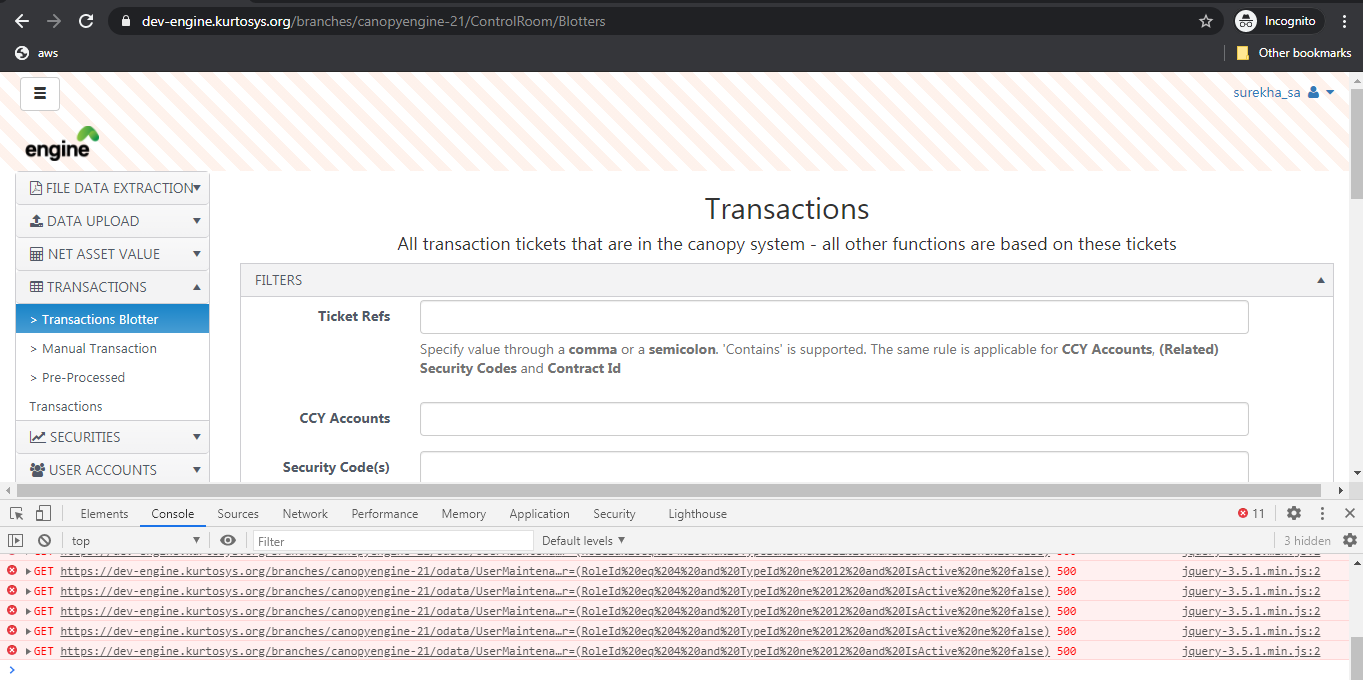 dev-engine.kurtosys.org/branches/canopyengine-21/ControlRoom/Blotters
Incognito
aws
Other bookmarks
surekha_sa
engine
FILE DATA EXTRACTION
DATA UPLOAD
NET ASSET VALUE
TRANSACTIONS
> Transactions Blotter
> Manual Transaction
> Pre-Processed
Transactions
SECURITIES
USER ACCOUNTS
Transactions
All transaction tickets that are in the canopy system - all other functions are based on these tickets
FILTERS
Ticket Refs
Specify value through a comma or a semicolon. 'Contains' is supported. The same rule is applicable for CCY Accounts, (Related)
Security Codes and Contract Id
CCY Accounts
Security Code(s)
Elements Console Sources Network Performance Memory Application Security Lighthouse 11
top Filter Default levels 3 hidden
GET https://dev-engine.kurtosys.org/branches/canopyengine-21/odata/UserMaintena…r=(RoleId%20eq%204%20and%20TypeId%20ne%2012%20and%20IsActive%20ne%20false) 500 jquery-3.5.1.min.js:2
GET https://dev-engine.kurtosys.org/branches/canopyengine-21/odata/UserMaintena…r=(RoleId%20eq%204%20and%20TypeId%20ne%2012%20and%20IsActive%20ne%20false) 500 jquery-3.5.1.min.js:2
GET https://dev-engine.kurtosys.org/branches/canopyengine-21/odata/UserMaintena…r=(RoleId%20eq%204%20and%20TypeId%20ne%2012%20and%20IsActive%20ne%20false) 500 jquery-3.5.1.min.js:2
GET https://dev-engine.kurtosys.org/branches/canopyengine-21/odata/UserMaintena…r=(RoleId%20eq%204%20and%20TypeId%20ne%2012%20and%20IsActive%20ne%20false) 500 jquery-3.5.1.min.js:2
GET https://dev-engine.kurtosys.org/branches/canopyengine-21/odata/UserMaintena…r=(RoleId%20eq%204%20and%20TypeId%20ne%2012%20and%20IsActive%20ne%20false) 500 jquery-3.5.1.min.js:2